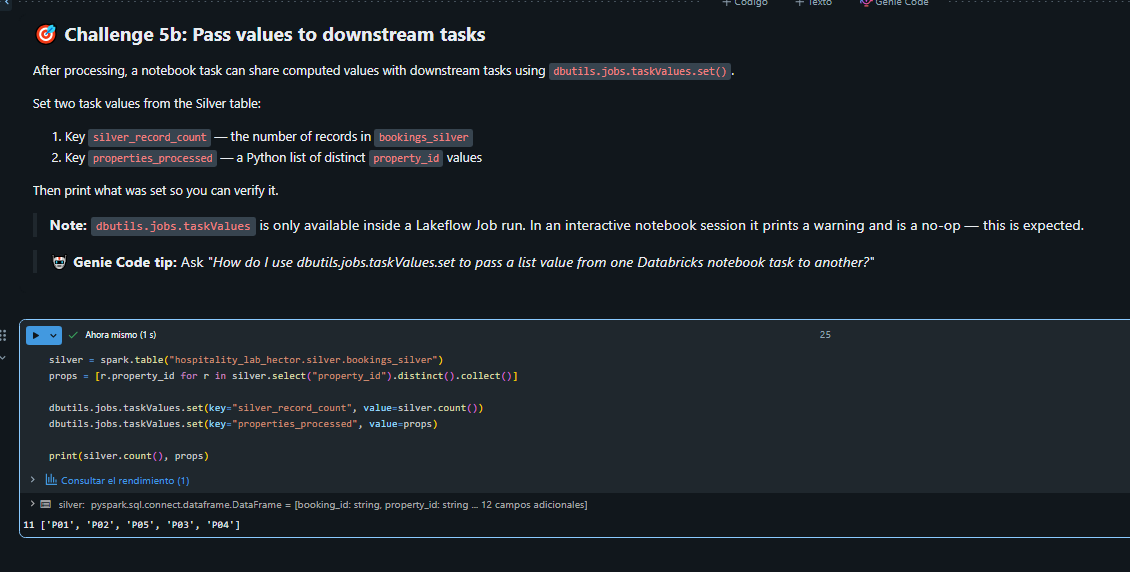 + Código + Texto Genie Code
🎯 Challenge 5b: Pass values to downstream tasks
After processing, a notebook task can share computed values with downstream tasks using dbutils.jobs.taskValues.set().
Set two task values from the Silver table:
1. Key silver_record_count — the number of records in bookings_silver
2. Key properties_processed — a Python list of distinct property_id values
Then print what was set so you can verify it.
Note: dbutils.jobs.taskValues is only available inside a Lakeflow Job run. In an interactive notebook session it prints a warning and is a no-op — this is expected.
🤖 Genie Code tip: Ask "How do I use dbutils.jobs.taskValues.set to pass a list value from one Databricks notebook task to another?"
Ahora mismo (1 s) 25
silver = spark.table("hospitality_lab_hector.silver.bookings_silver")
props = [r.property_id for r in silver.select("property_id").distinct().collect()]
dbutils.jobs.taskValues.set(key="silver_record_count", value=silver.count())
dbutils.jobs.taskValues.set(key="properties_processed", value=props)
print(silver.count(), props)
Consultar el rendimiento (1)
silver: pyspark.sql.connect.dataframe.DataFrame = [booking_id: string, property_id: string ... 12 campos adicionales]
11 ['P01', 'P02', 'P05', 'P03', 'P04']